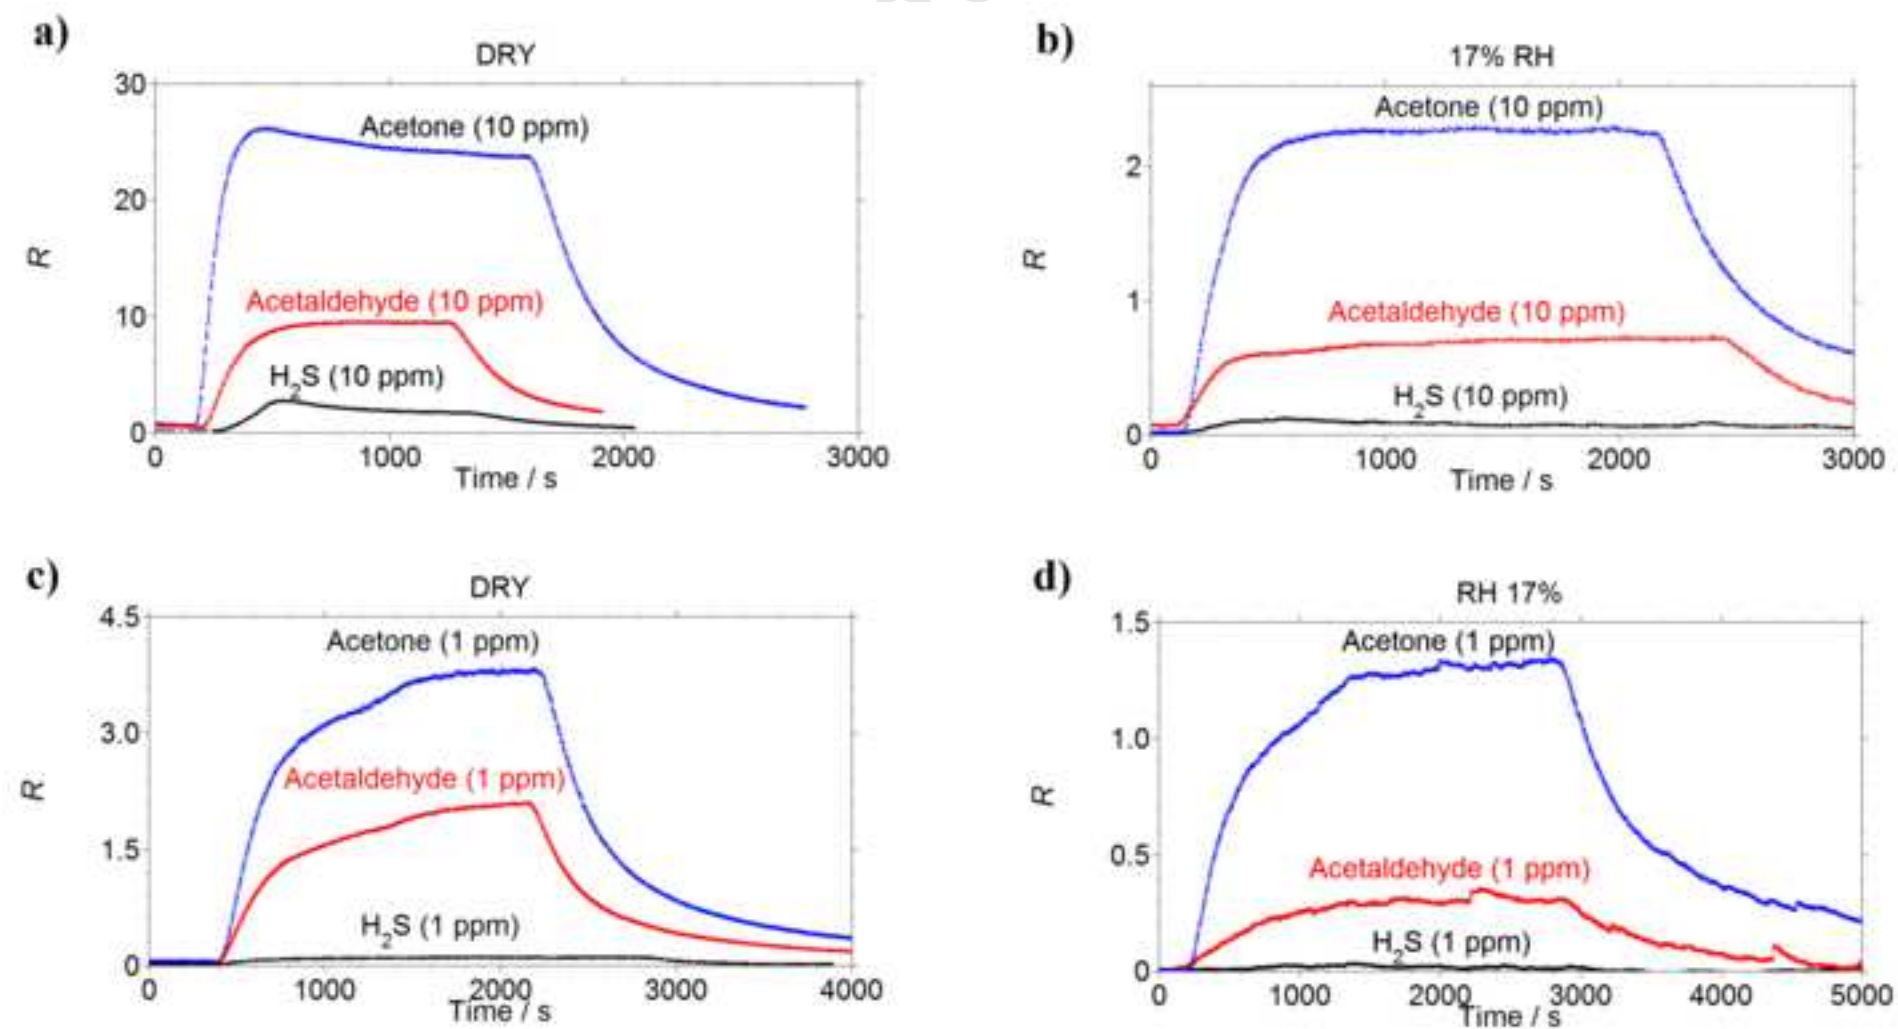 a)
DRY
30
20
10
0
R
Acetone (10 ppm)
Acetaldehyde (10 ppm)
H2S (10 ppm)
0 1000 2000 3000
Time / s
b)
17% RH
2
1
0
R
Acetone (10 ppm)
Acetaldehyde (10 ppm)
H2S (10 ppm)
0 1000 2000 3000
Time / s
c)
DRY
4.5
3.0
1.5
0
R
Acetone (1 ppm)
Acetaldehyde (1 ppm)
H2S (1 ppm)
0 1000 2000 3000 4000
Time / s
d)
RH 17%
1.5
1.0
0.5
0
R
Acetone (1 ppm)
Acetaldehyde (1 ppm)
H2S (1 ppm)
0 1000 2000 3000 4000 5000
Time / s